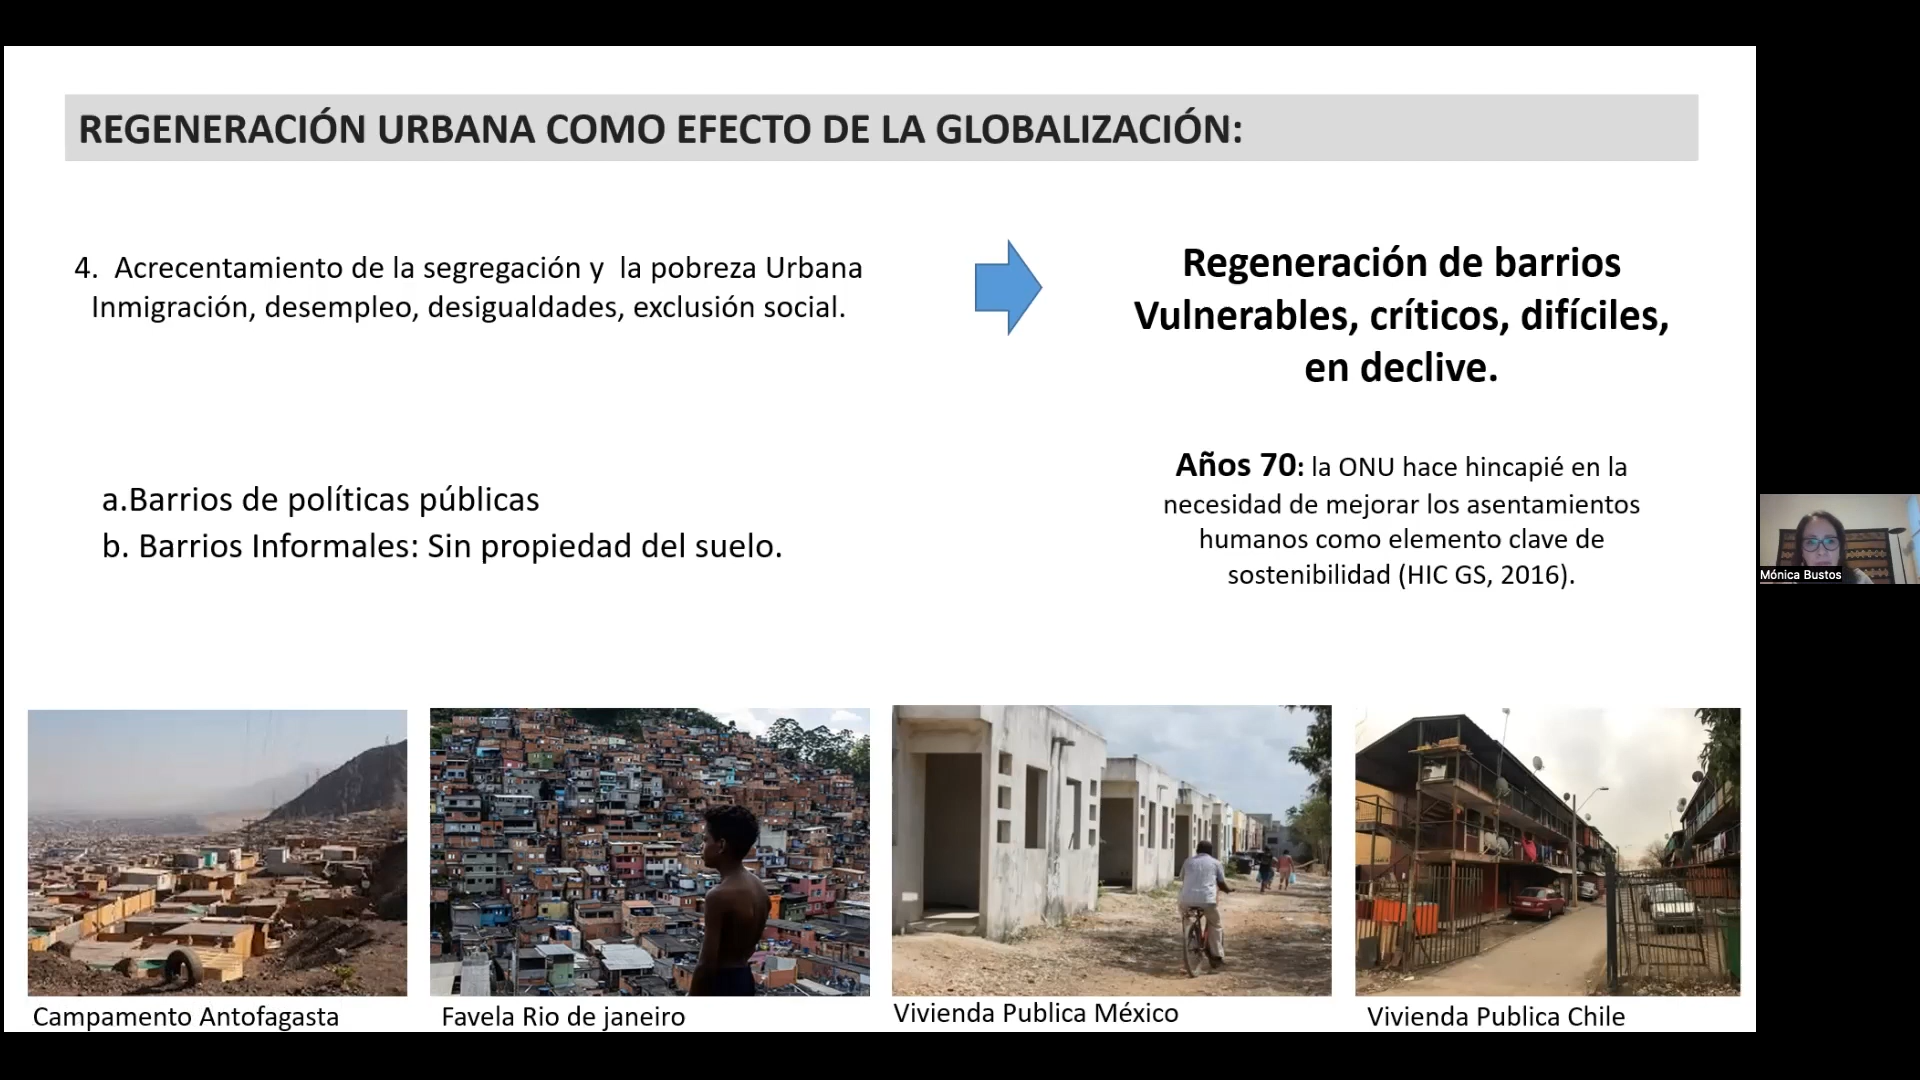 REGENERACIÓN URBANA COMO EFECTO DE LA GLOBALIZACIÓN:
4. Acrecentamiento de la segregación y la pobreza Urbana
Inmigración, desempleo, desigualdades, exclusión social.
Regeneración de barrios
Vulnerables, críticos, difíciles,
en declive.
Años 70: la ONU hace hincapié en la
necesidad de mejorar los asentamientos
humanos como elemento clave de
sostenibilidad (HIC GS, 2016).
a.Barrios de políticas públicas
b. Barrios Informales: Sin propiedad del suelo.
Mónica Bustos
Campamento Antofagasta
Favela Rio de janeiro
Vivienda Publica México
Vivienda Publica Chile